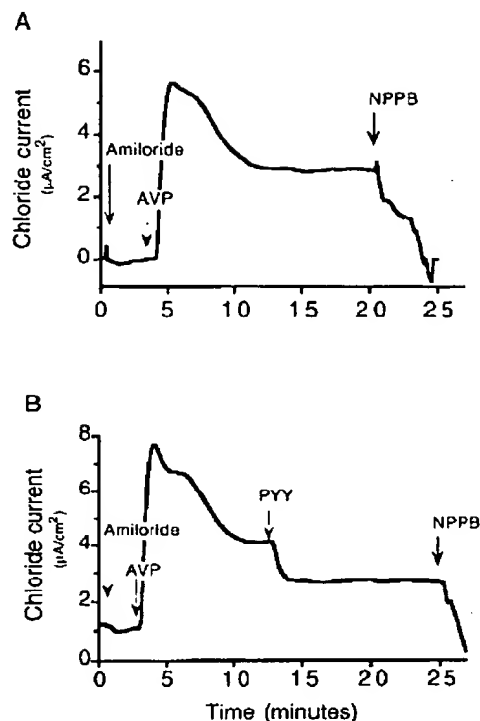 A
Chloride current
(µA/cm²)
6
4
2
0
Amiloride
AVP
NPPB
0 5 10 15 20 25
B
Chloride current
(µA/cm²)
8
6
4
2
0
Amiloride
AVP
PYY
NPPB
0 5 10 15 20 25
Time (minutes)